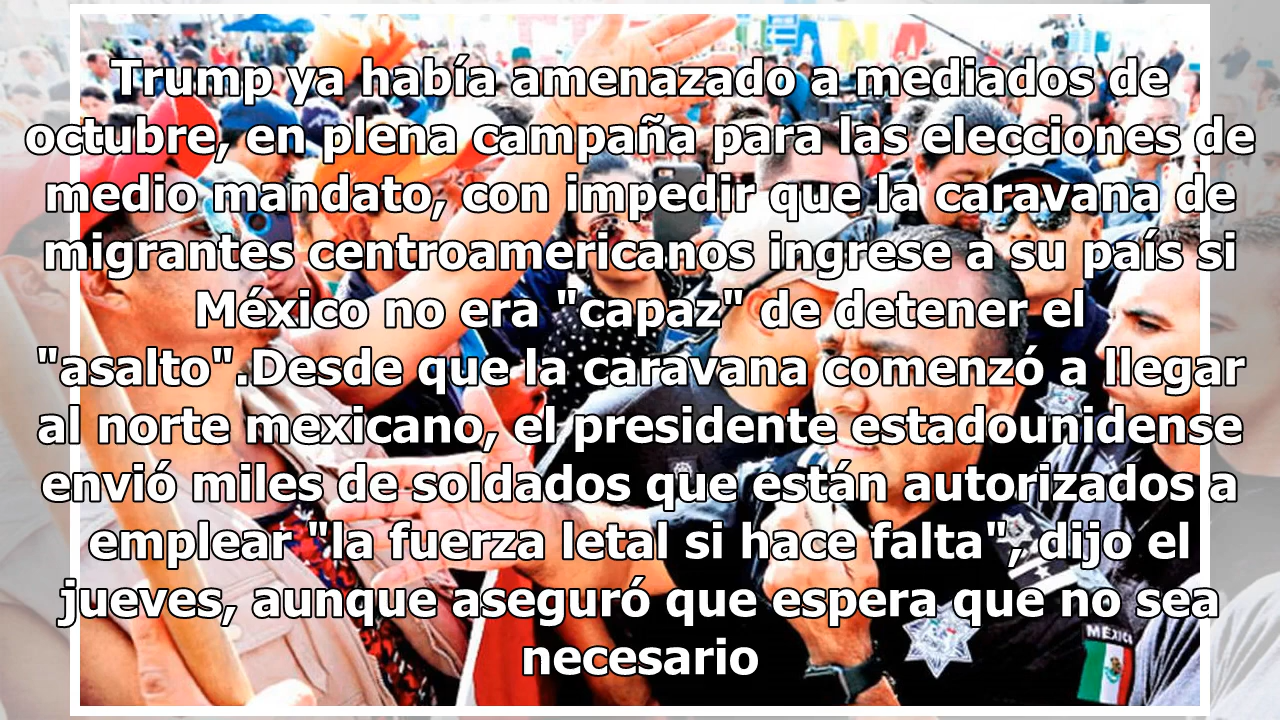 Trump ya había amenazado a mediados de
octubre, en plena campaña para las elecciones de
medio mandato, con impedir que la caravana de
migrantes centroamericanos ingrese a su país si
México no era "capaz" de detener el
"asalto".Desde que la caravana comenzó a llegar
al norte mexicano, el presidente estadounidense
envió miles de soldados que están autorizados a
emplear "la fuerza letal si hace falta", dijo el
jueves, aunque aseguró que espera que no sea
necesario
MÉXICO